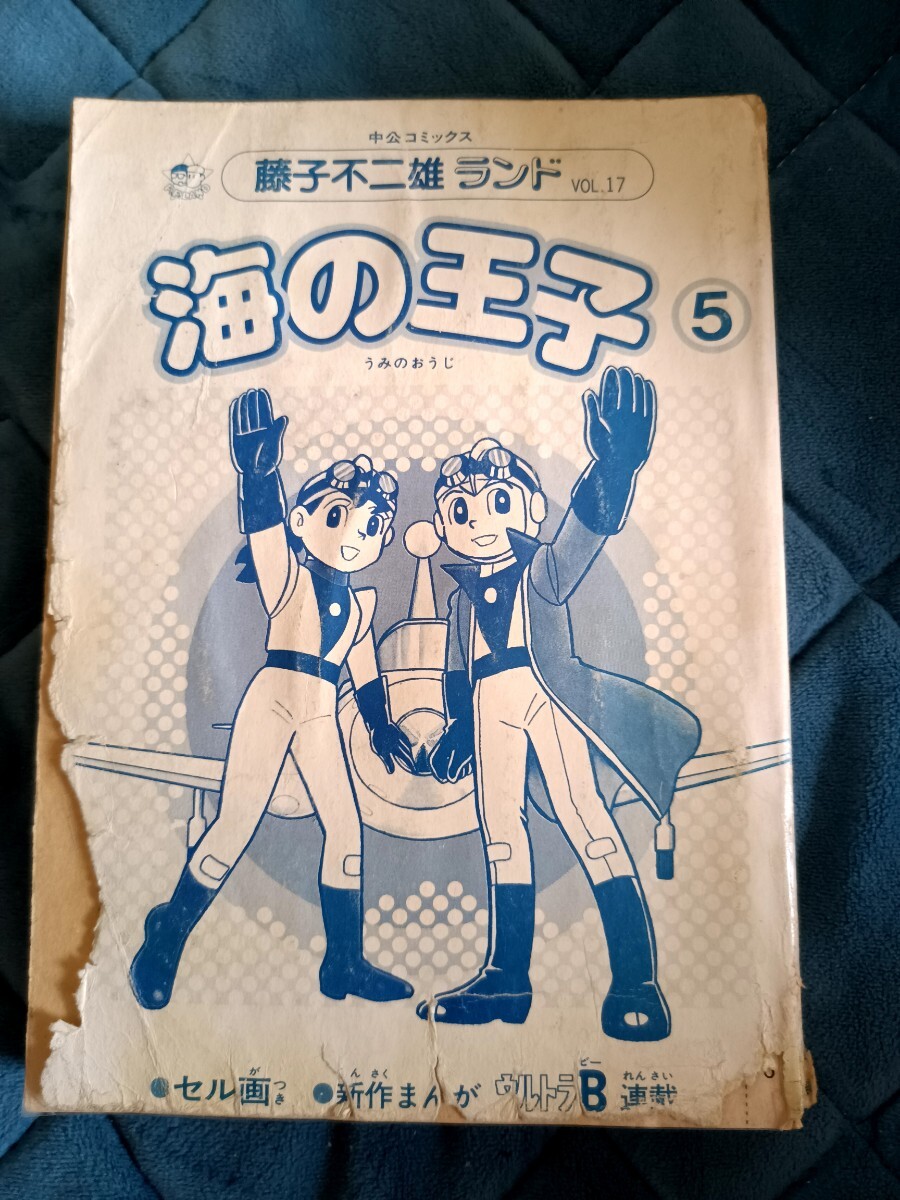 中公コミックス
藤子不二雄 ランド VOL.17
海の王子 5
うみのおうじ
●セル画つき ●新作まんが ウルトラB 連載